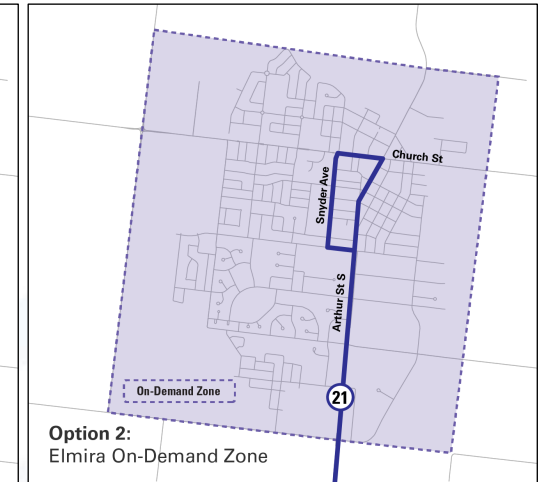 Church St
Snyder Ave
Arthur St S
On-Demand Zone
21
Option 2:
Elmira On-Demand Zone